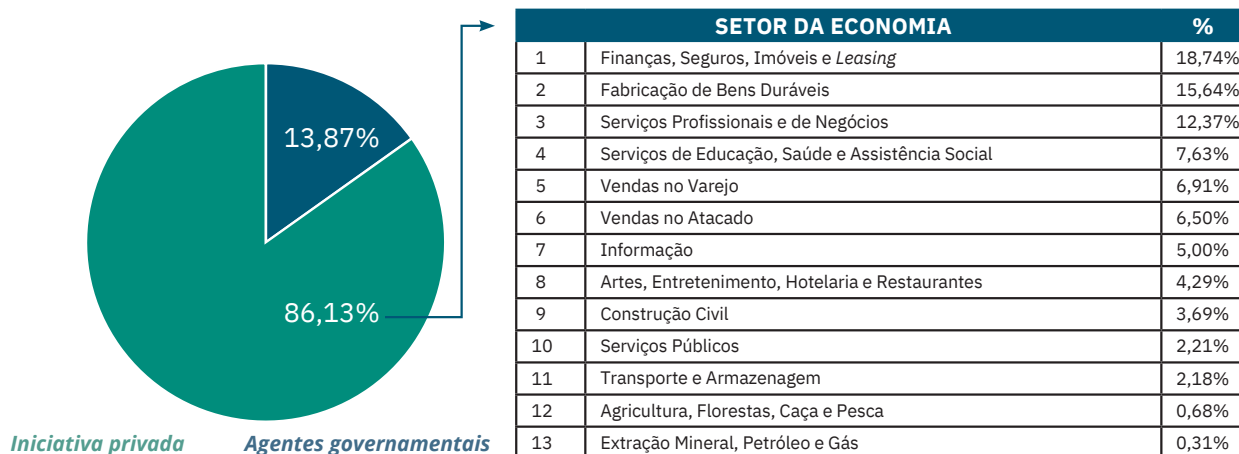 13,87%
86,13%
Iniciativa privada
Agentes governamentais
SETOR DA ECONOMIA %
1 Finanças, Seguros, Imóveis e Leasing 18,74%
2 Fabricação de Bens Duráveis 15,64%
3 Serviços Profissionais e de Negócios 12,37%
4 Serviços de Educação, Saúde e Assistência Social 7,63%
5 Vendas no Varejo 6,91%
6 Vendas no Atacado 6,50%
7 Informação 5,00%
8 Artes, Entretenimento, Hotelaria e Restaurantes 4,29%
9 Construção Civil 3,69%
10 Serviços Públicos 2,21%
11 Transporte e Armazenagem 2,18%
12 Agricultura, Florestas, Caça e Pesca 0,68%
13 Extração Mineral, Petróleo e Gás 0,31%